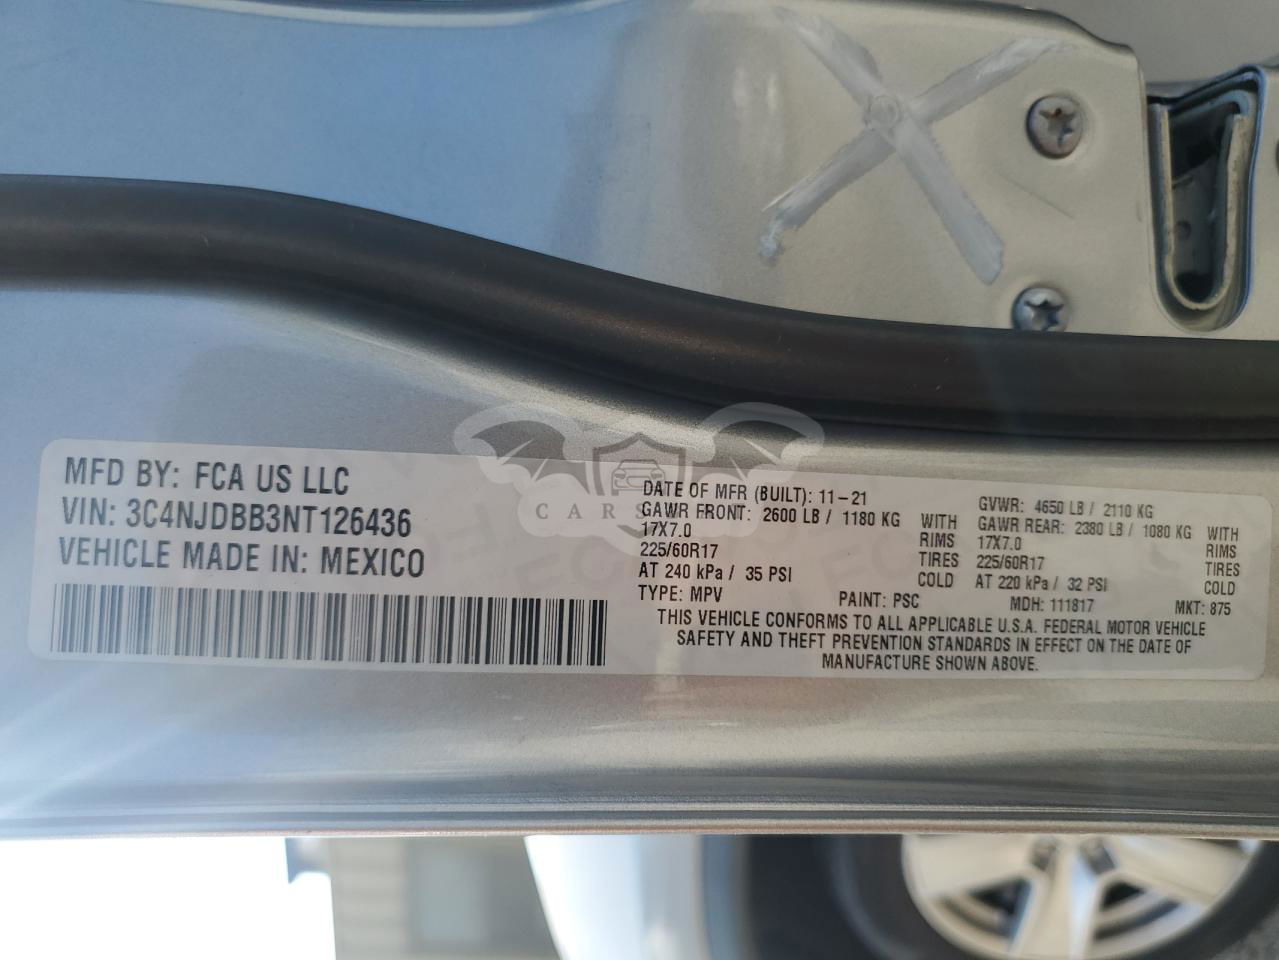 MFD BY: FCA US LLC
VIN: 3C4NJDBB3NT126436
VEHICLE MADE IN: MEXICO
DATE OF MFR (BUILT): 11-21
GAWR FRONT: 2600 LB / 1180 KG WITH
17X7.0 RIMS
225/60R17 TIRES
AT 240 kPa / 35 PSI COLD
TYPE: MPV PAINT: PSC
GVWR: 4650 LB / 2110 KG
GAWR REAR: 2380 LB / 1080 KG WITH
17X7.0 RIMS
225/60R17 TIRES
AT 220 kPa / 32 PSI COLD
MDH: 111817 MKT: 875
THIS VEHICLE CONFORMS TO ALL APPLICABLE U.S.A. FEDERAL MOTOR VEHICLE
SAFETY AND THEFT PREVENTION STANDARDS IN EFFECT ON THE DATE OF
MANUFACTURE SHOWN ABOVE.